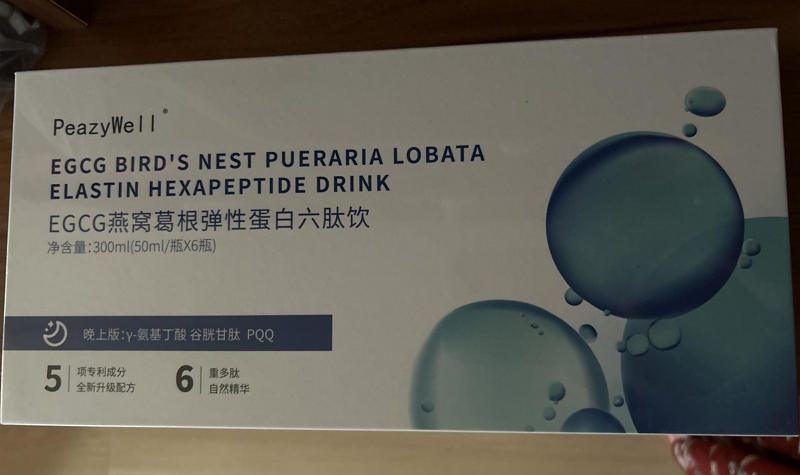 PeazyWell®
EGCG BIRD'S NEST PUERARIA LOBATA
ELASTIN HEXAPEPTIDE DRINK
EGCG燕窝葛根弹性蛋白六肽饮
净含量:300ml(50ml/瓶X6瓶)
晚上版:γ-氨基丁酸 谷胱甘肽 PQQ
5 项专利成分 全新升级配方
6 重多肽 自然精华